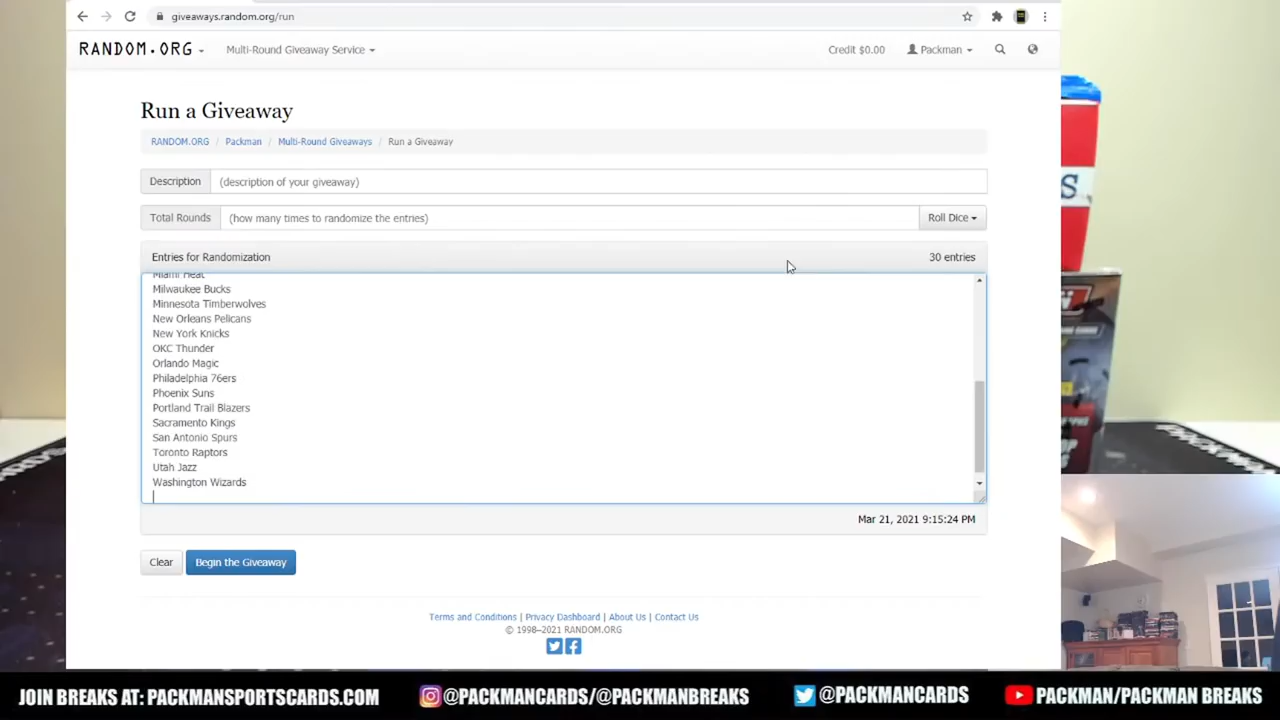 giveaways.random.org/run
RANDOM.ORG
Multi-Round Giveaway Service
Credit $0.00
Packman
Run a Giveaway
RANDOM.ORG / Packman / Multi-Round Giveaways / Run a Giveaway
Description
(description of your giveaway)
Total Rounds
(how many times to randomize the entries)
Roll Dice
Entries for Randomization
30 entries
Miami Heat
Milwaukee Bucks
Minnesota Timberwolves
New Orleans Pelicans
New York Knicks
OKC Thunder
Orlando Magic
Philadelphia 76ers
Phoenix Suns
Portland Trail Blazers
Sacramento Kings
San Antonio Spurs
Toronto Raptors
Utah Jazz
Washington Wizards
Mar 21, 2021 9:15:24 PM
Clear
Begin the Giveaway
Terms and Conditions | Privacy Dashboard | About Us | Contact Us
© 1998–2021 RANDOM.ORG
JOIN BREAKS AT: PACKMANSPORTSCARDS.COM
@PACKMANCARDS/@PACKMANBREAKS
@PACKMANCARDS
PACKMAN/PACKMAN BREAKS